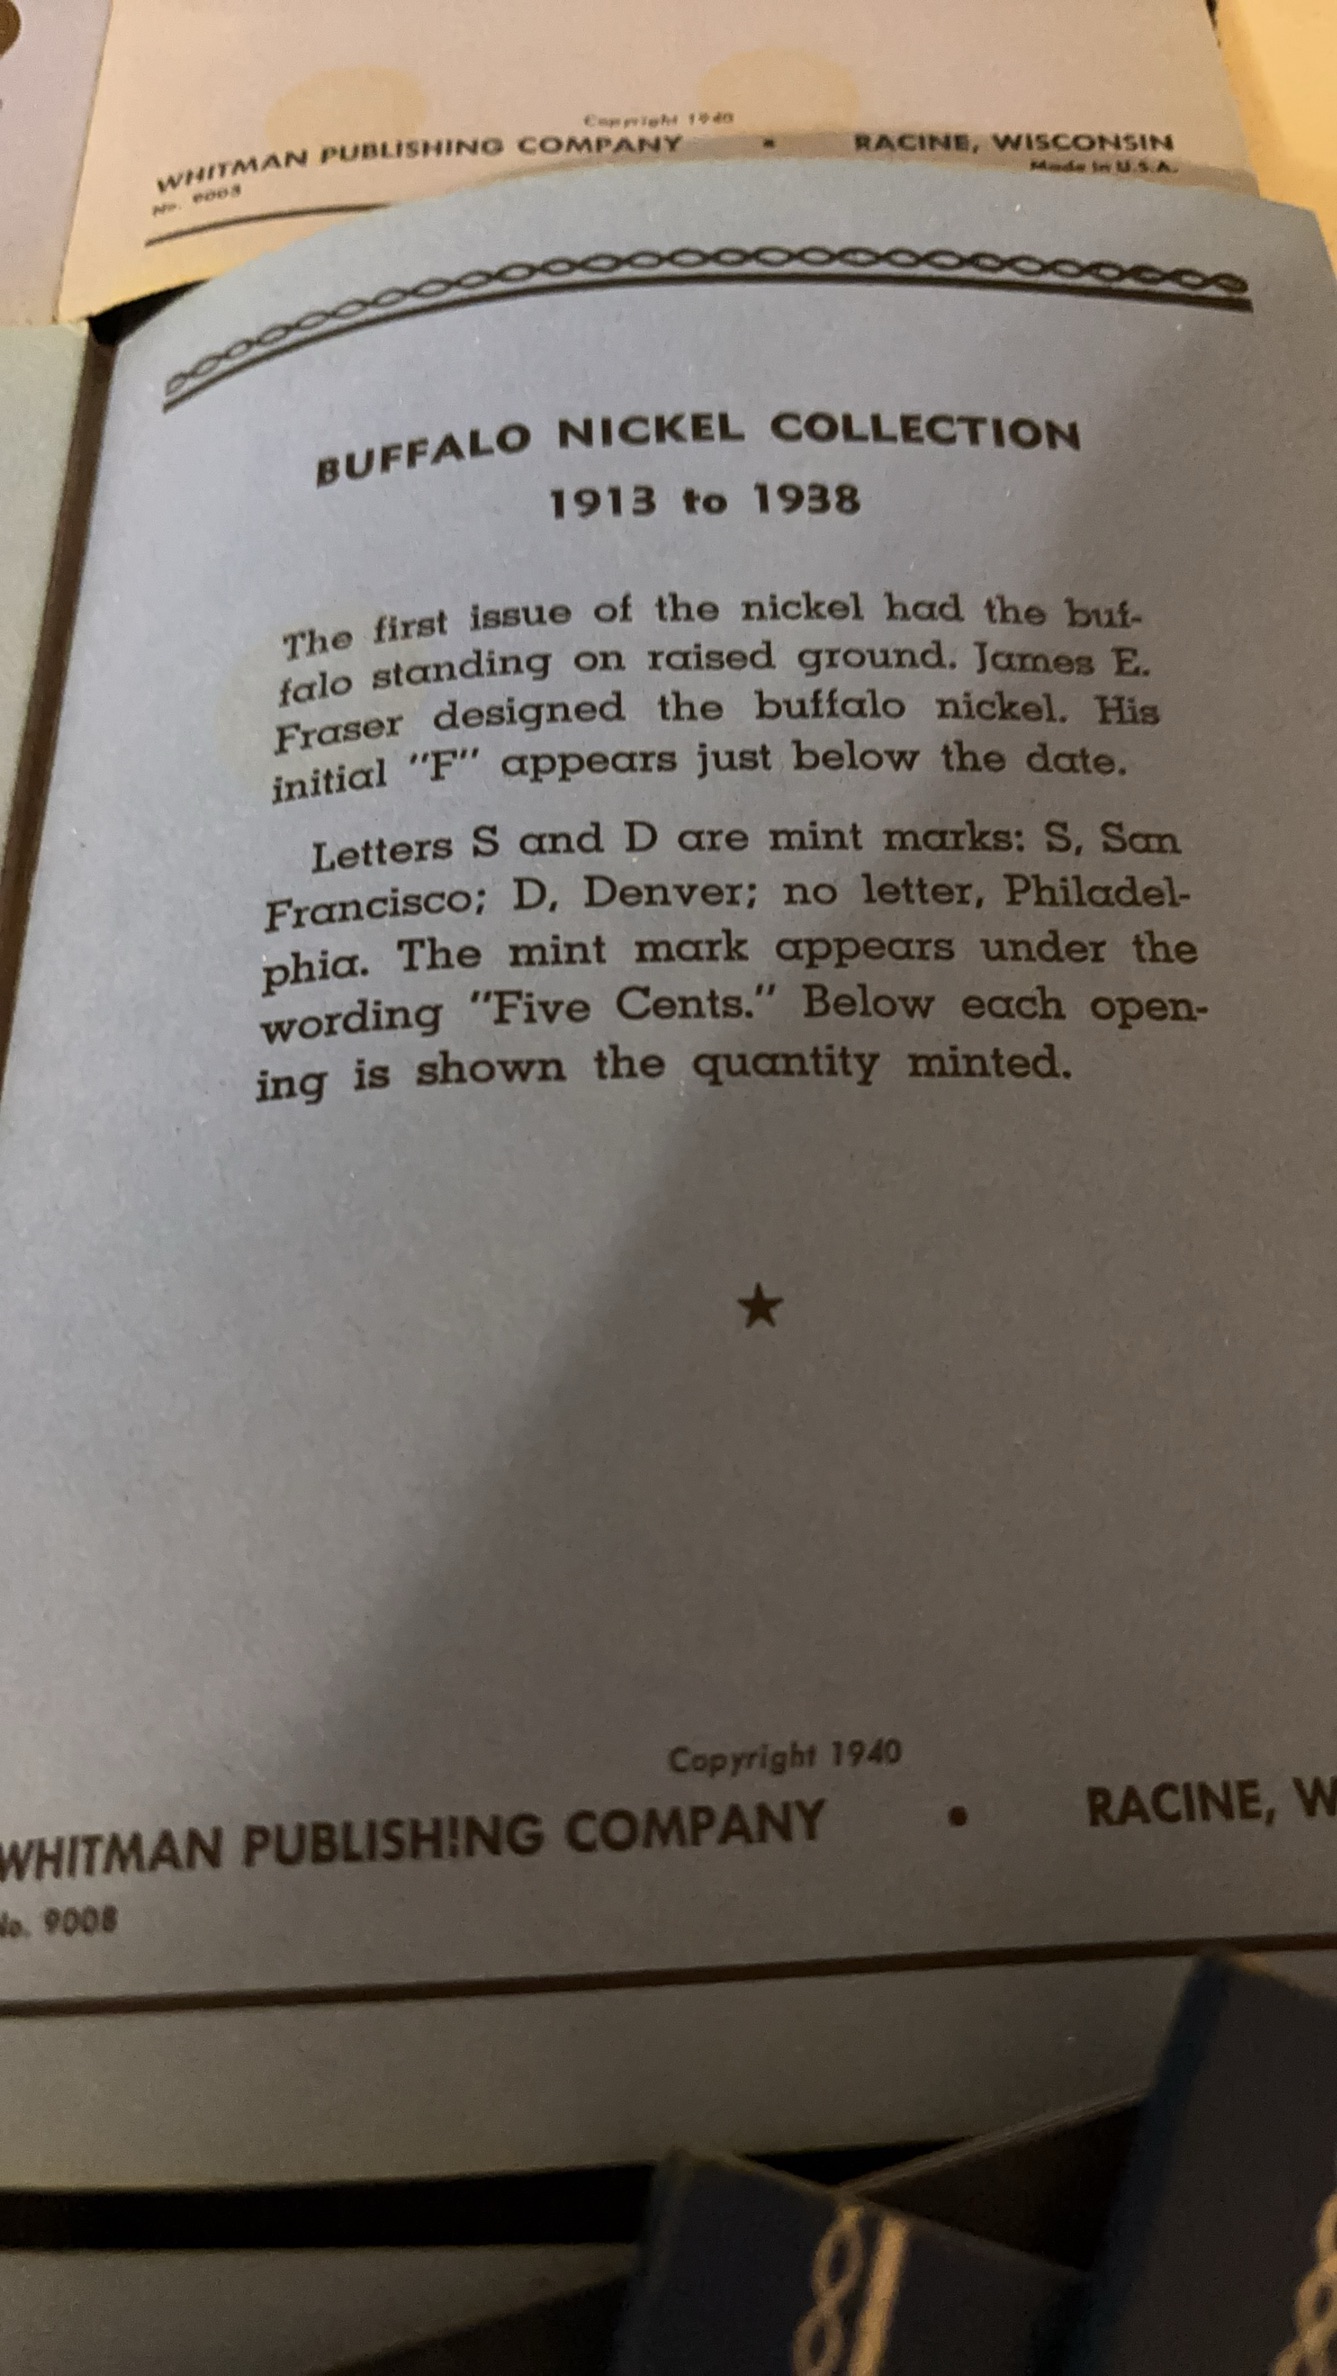 Copyright 1940
WHITMAN PUBLISHING COMPANY • RACINE, WISCONSIN
Made in U.S.A.
No. 9003
BUFFALO NICKEL COLLECTION
1913 to 1938
The first issue of the nickel had the buf-
falo standing on raised ground. James E.
Fraser designed the buffalo nickel. His
initial "F" appears just below the date.
Letters S and D are mint marks: S, San
Francisco; D, Denver; no letter, Philadel-
phia. The mint mark appears under the
wording "Five Cents." Below each open-
ing is shown the quantity minted.
★
Copyright 1940
WHITMAN PUBLISHING COMPANY • RACINE, W
No. 9008